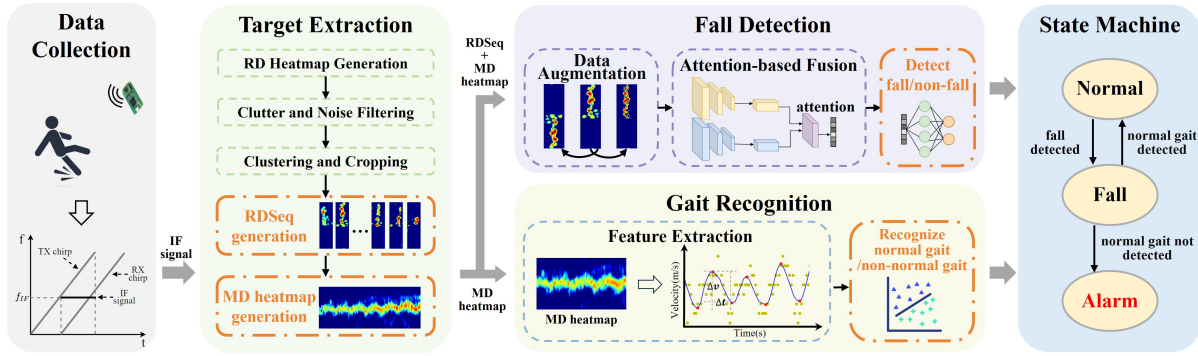 Data
Collection
f
TX chirp
RX
chirp
fIF
IF
signal
t
IF
signal
Target Extraction
RD Heatmap Generation
Clutter and Noise Filtering
Clustering and Cropping
RDSeq
generation
MD heatmap
generation
RDSeq
+
MD
heatmap
MD
heatmap
Fall Detection
Data
Augmentation
Attention-based Fusion
attention
Detect
fall/non-fall
Gait Recognition
Feature Extraction
MD heatmap
Velocity(m/s)
Δv
Δt
Time(s)
Recognize
normal gait
/non-normal gait
State Machine
Normal
fall
detected
normal gait
detected
Fall
normal gait not
detected
Alarm